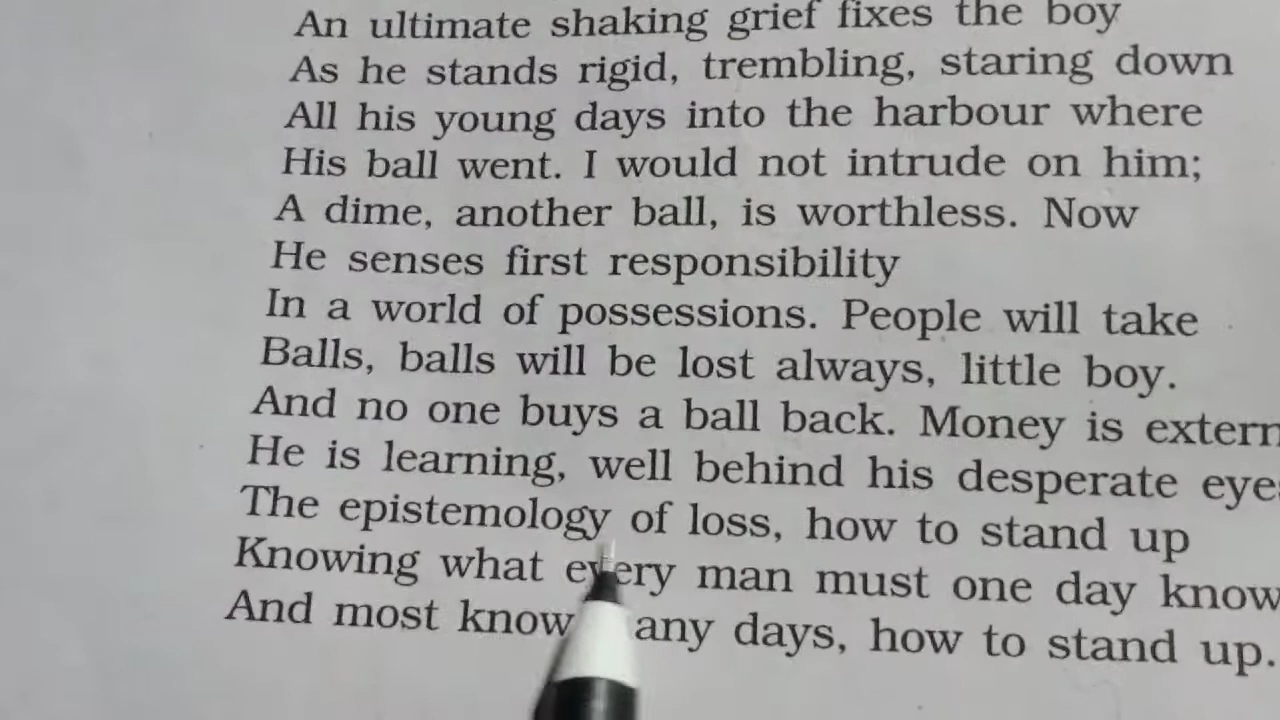 An ultimate shaking grief fixes the boy
As he stands rigid, trembling, staring down
All his young days into the harbour where
His ball went. I would not intrude on him;
A dime, another ball, is worthless. Now
He senses first responsibility
In a world of possessions. People will take
Balls, balls will be lost always, little boy.
And no one buys a ball back. Money is extern
He is learning, well behind his desperate eye
The epistemology of loss, how to stand up
Knowing what every man must one day know
And most know any days, how to stand up.